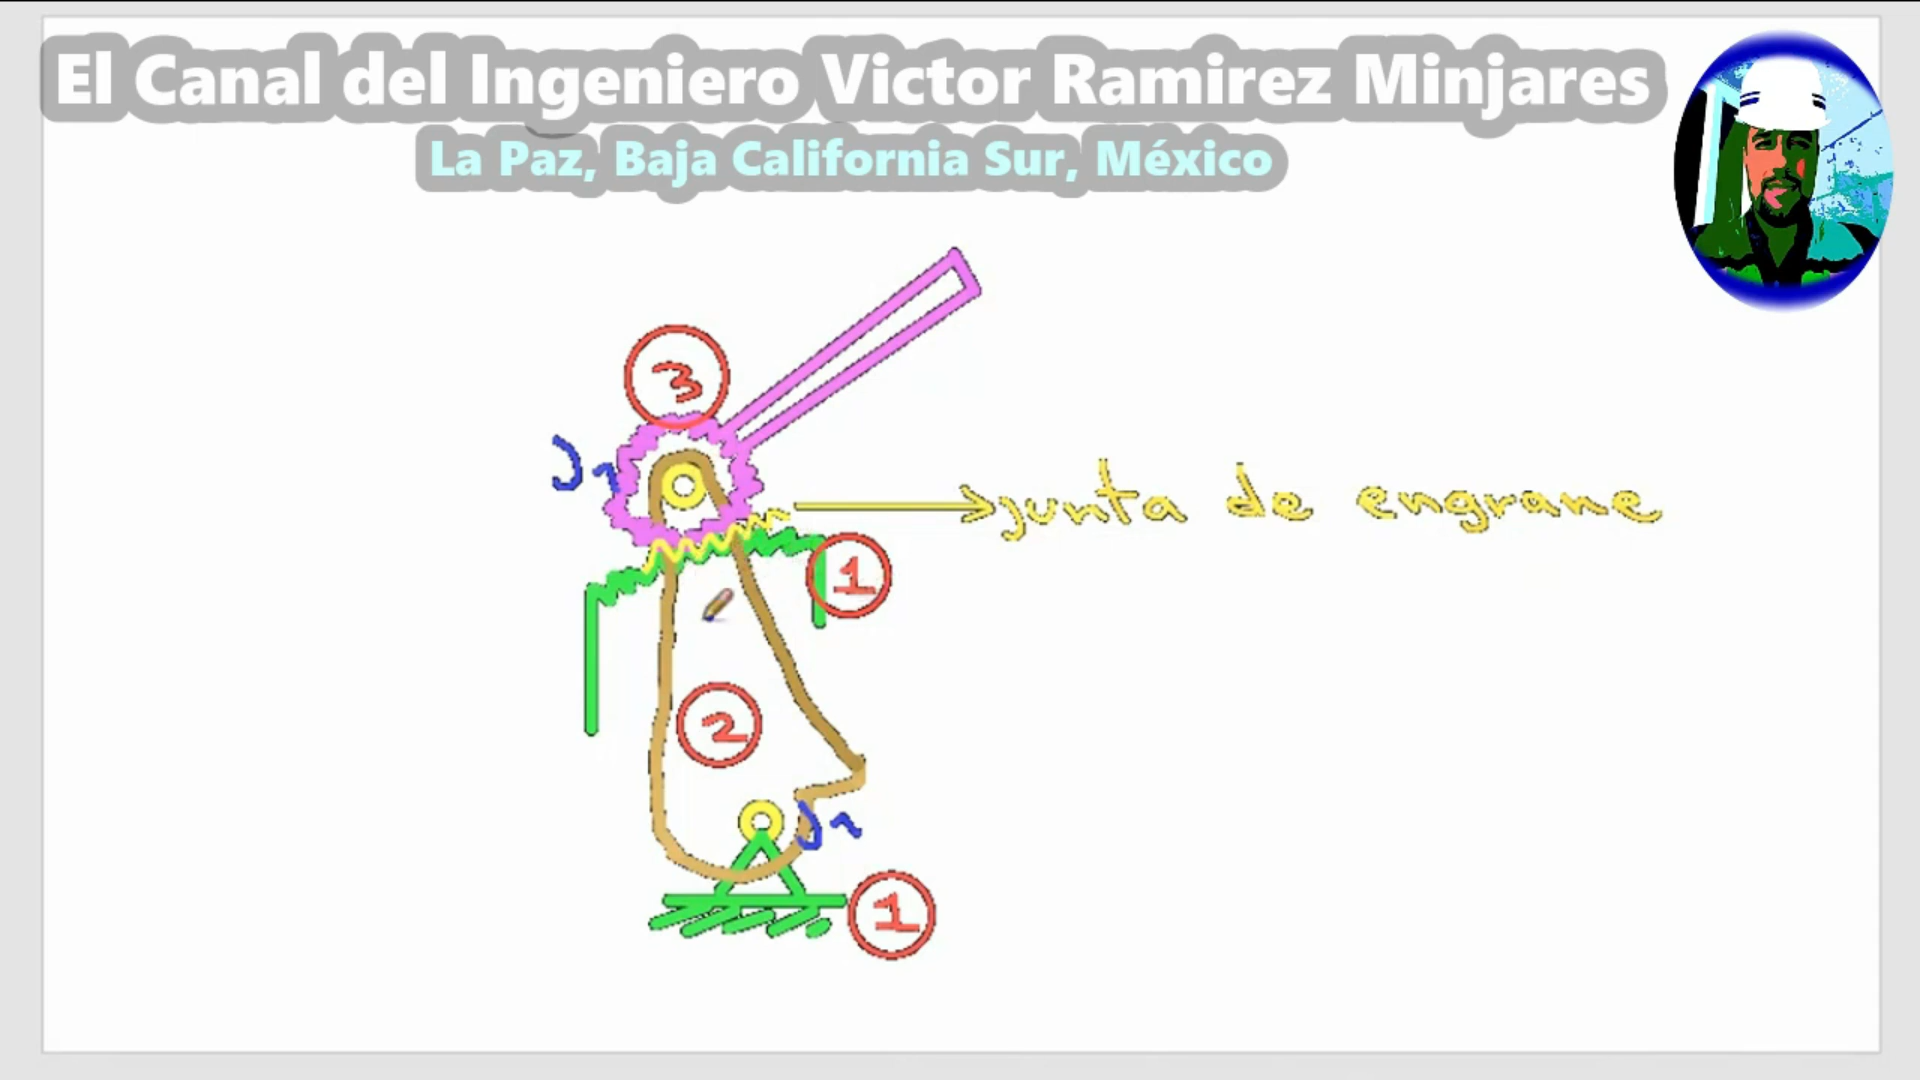 El Canal del Ingeniero Victor Ramirez Minjares
La Paz, Baja California Sur, México
3
J1
junta de engrane
1
2
J1
1